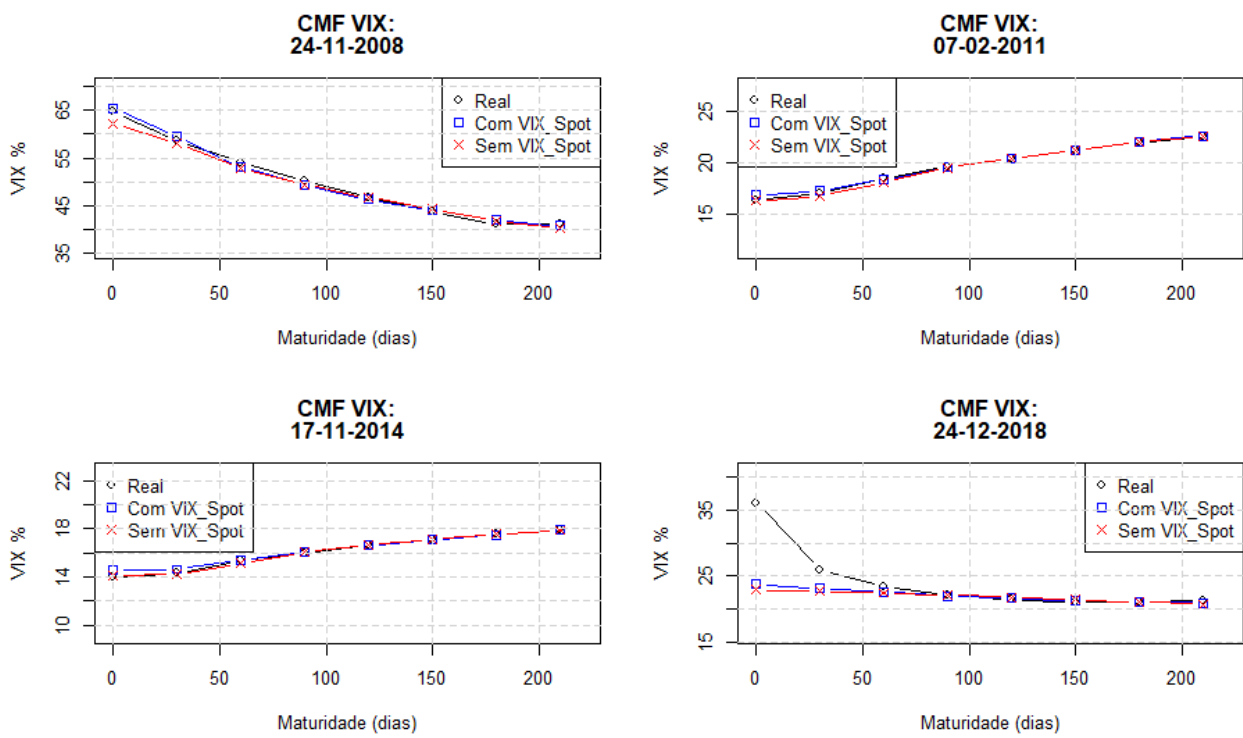 CMF VIX:
24-11-2008
VIX %
65
55
45
35
Real
Com VIX_Spot
Sem VIX_Spot
0 50 100 150 200
Maturidade (dias)
CMF VIX:
07-02-2011
VIX %
25
20
15
Real
Com VIX_Spot
Sem VIX_Spot
0 50 100 150 200
Maturidade (dias)
CMF VIX:
17-11-2014
VIX %
22
18
14
10
Real
Com VIX_Spot
Sem VIX_Spot
0 50 100 150 200
Maturidade (dias)
CMF VIX:
24-12-2018
VIX %
35
25
15
Real
Com VIX_Spot
Sem VIX_Spot
0 50 100 150 200
Maturidade (dias)